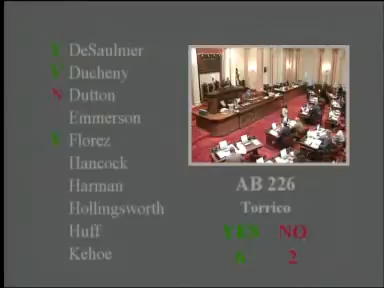 Y DeSaulnier
Y Ducheny
N Dutton
Emmerson
Y Florez
Hancock
Harman
Hollingsworth
Huff
Kehoe
AB 226
Torrico
YES NO
6 2